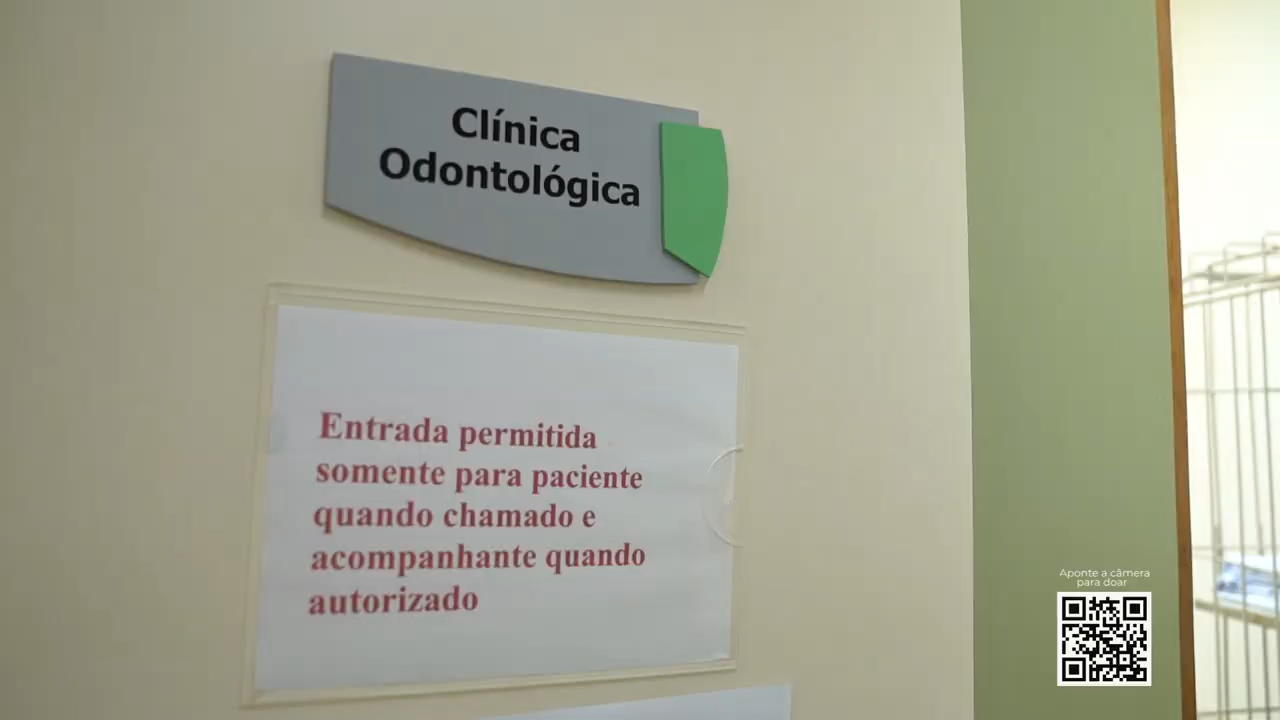 Clínica
Odontológica
Entrada permitida
somente para paciente
quando chamado e
acompanhante quando
autorizado
Aponte a câmera
para doar